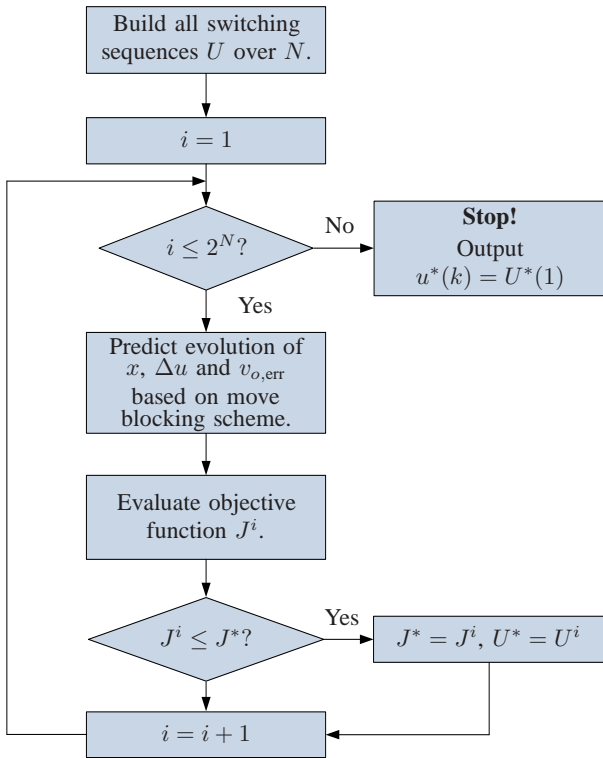 Build all switching
sequences U over N.
i = 1
i ≤ 2^N?
No
Stop!
Output
u*(k) = U*(1)
Yes
Predict evolution of
x, Δu and v_{o,err}
based on move
blocking scheme.
Evaluate objective
function J^i.
J^i ≤ J*?
Yes
J* = J^i, U* = U^i
i = i + 1